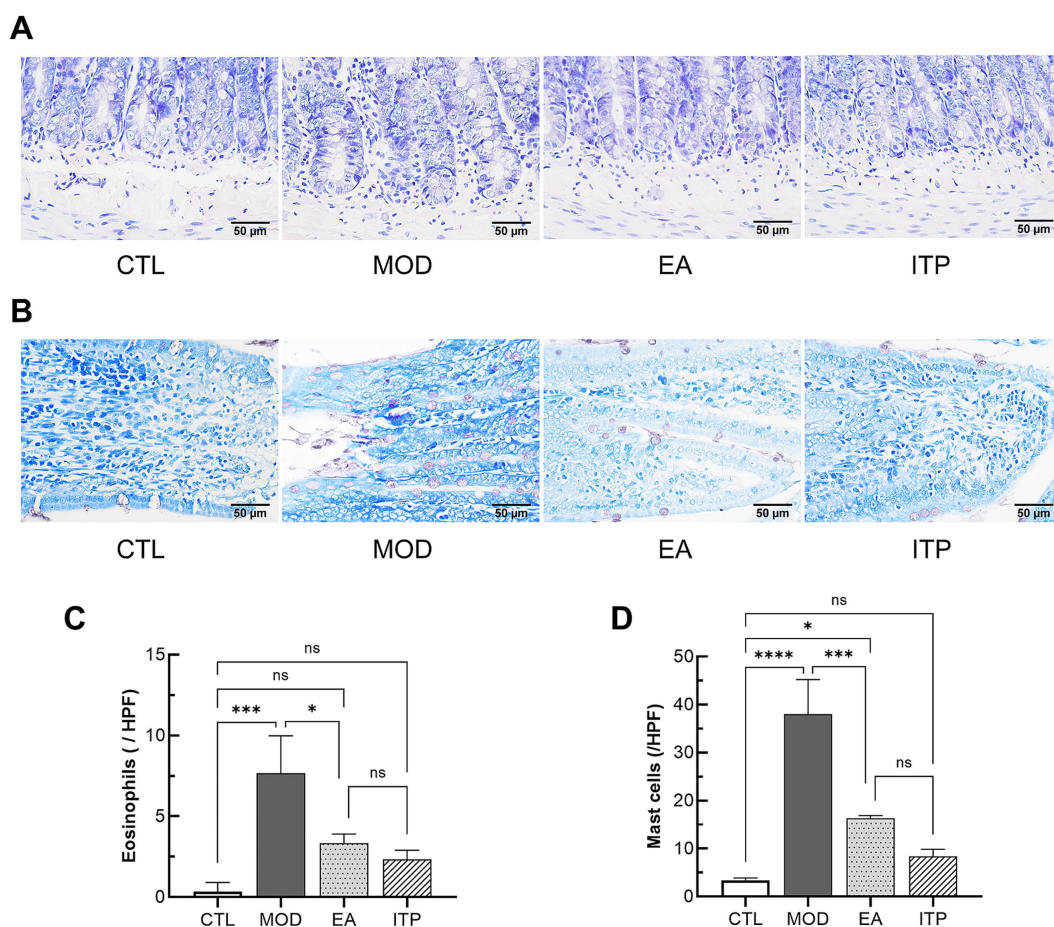 A
50 µm 50 µm 50 µm 50 µm
CTL MOD EA ITP
B
50 µm 50 µm 50 µm 50 µm
CTL MOD EA ITP
C
Eosinophils ( / HPF)
15
10
5
0
ns
ns
*** *
ns
CTL MOD EA ITP
D
Mast cells (/HPF)
50
40
30
20
10
0
ns
*
**** ***
ns
CTL MOD EA ITP